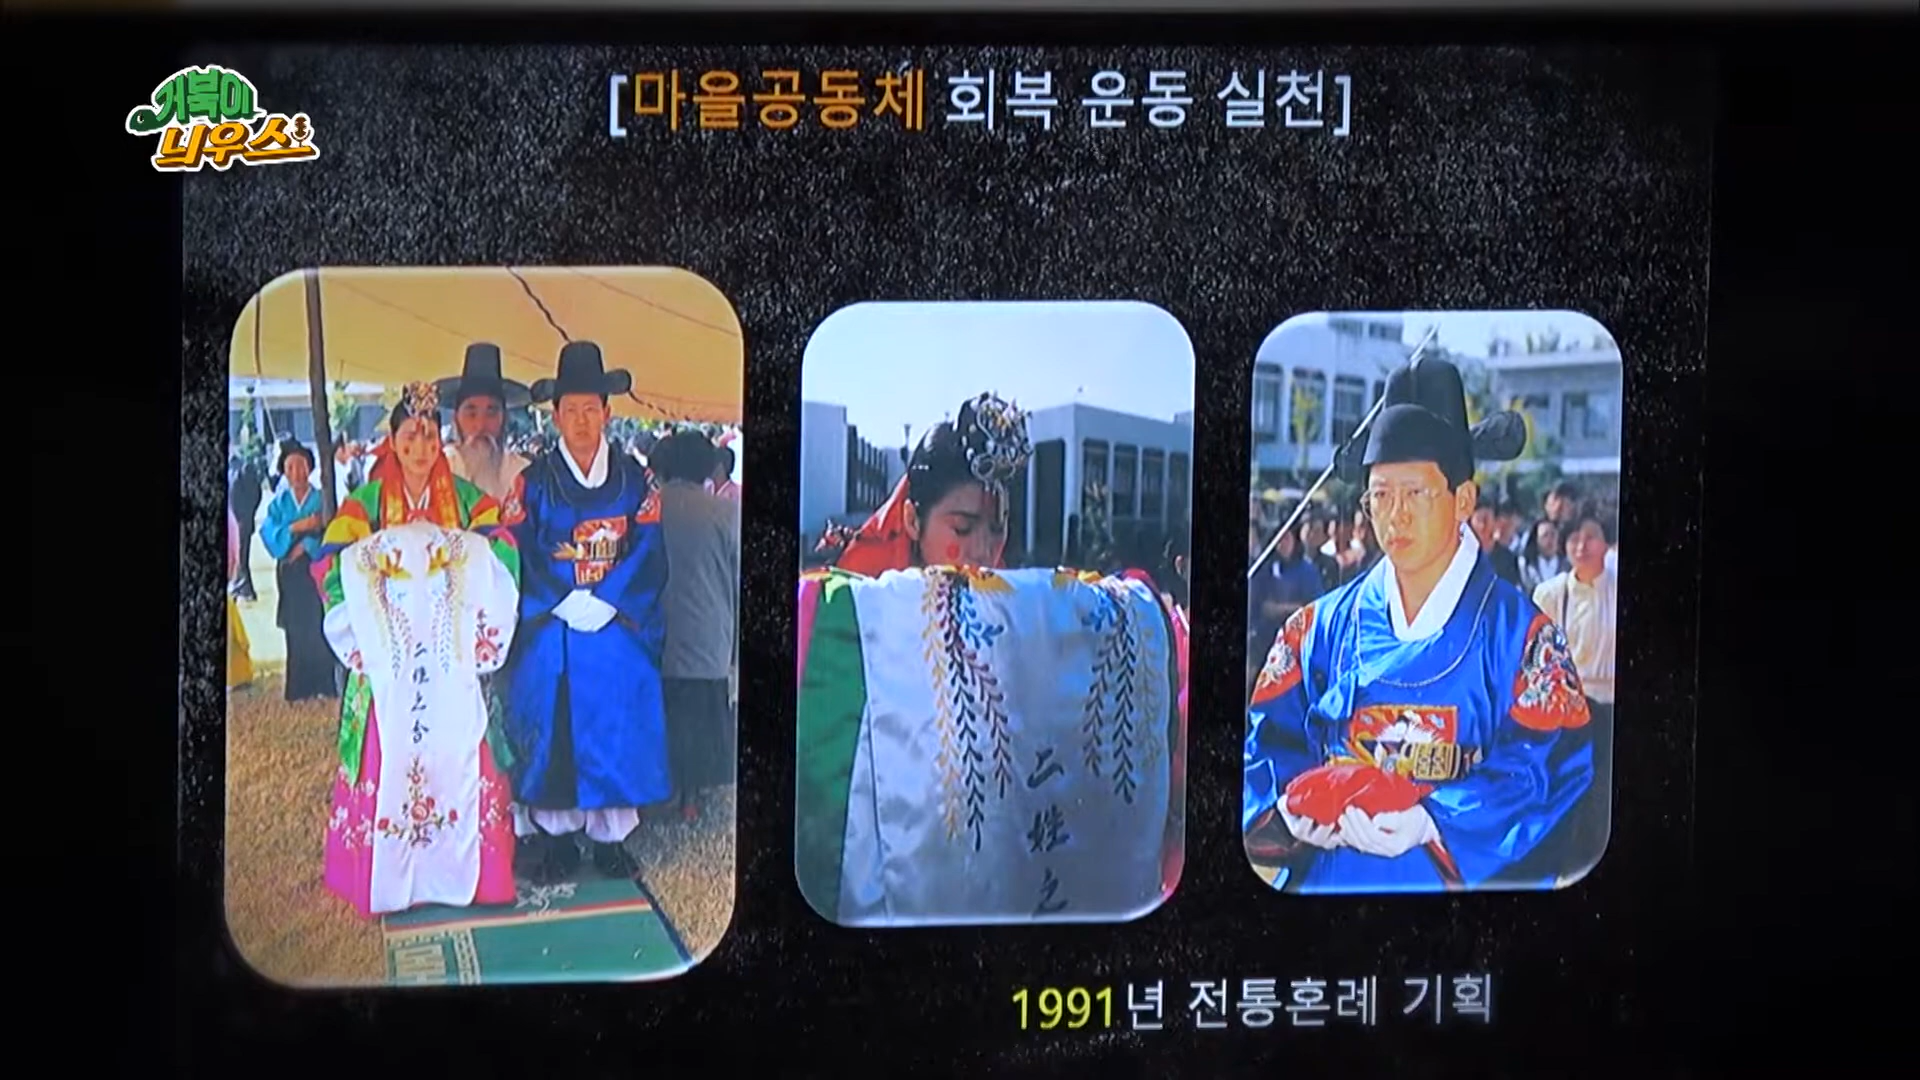 거북이
늬우스
[마을공동체 회복 운동 실천]
二姓之合
二姓之
1991년 전통혼례 기획